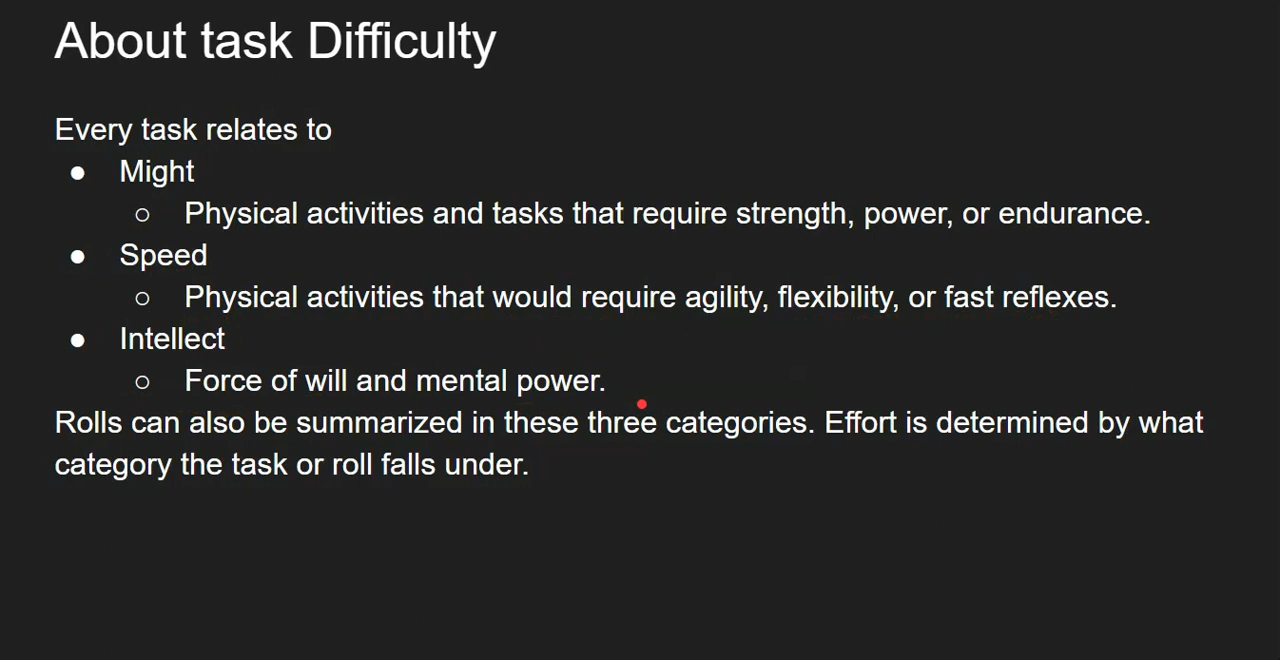 About task Difficulty
Every task relates to
● Might
○ Physical activities and tasks that require strength, power, or endurance.
● Speed
○ Physical activities that would require agility, flexibility, or fast reflexes.
● Intellect
○ Force of will and mental power.
Rolls can also be summarized in these three categories. Effort is determined by what
category the task or roll falls under.